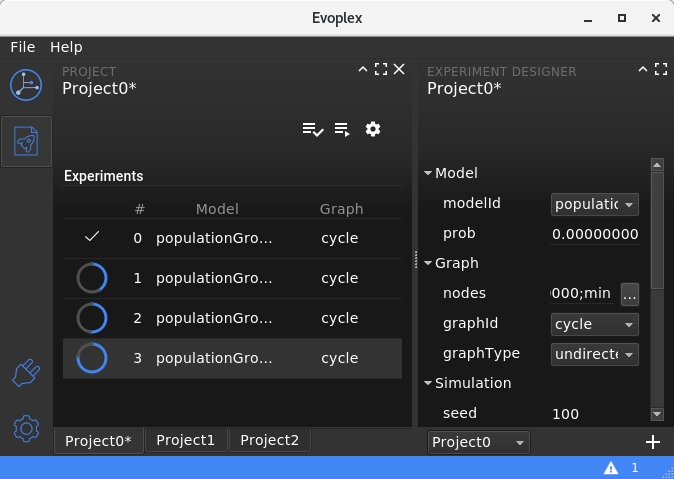 Evoplex
File Help
PROJECT
Project0*
Experiments
# Model Graph
0 populationGro... cycle
1 populationGro... cycle
2 populationGro... cycle
3 populationGro... cycle
Project0* Project1 Project2
EXPERIMENT DESIGNER
Project0*
Model
modelId populatic
prob 0.00000000
Graph
nodes 000;min ...
graphId cycle
graphType undirecte
Simulation
seed 100
Project0
1